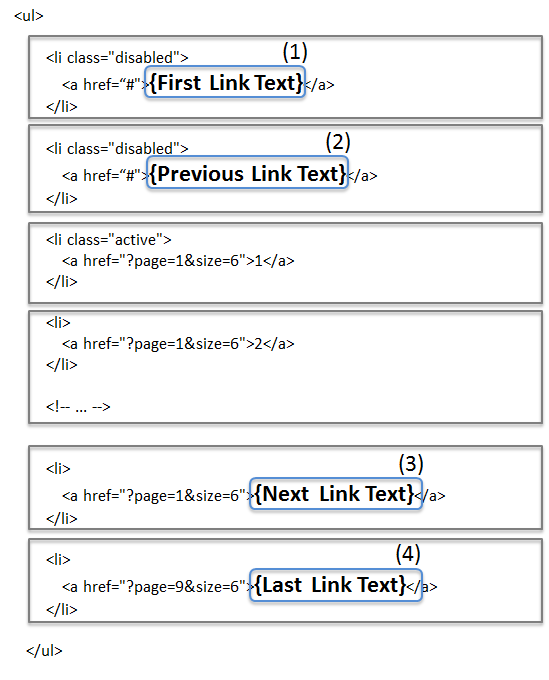 <ul>
(1)
<li class="disabled">
<a href=“#">{First Link Text}</a>
</li>
(2)
<li class="disabled">
<a href=“#">{Previous Link Text}</a>
</li>
<li class="active">
<a href="?page=1&size=6">1</a>
</li>
<li>
<a href="?page=1&size=6">2</a>
</li>
<!-- ... -->
(3)
<li>
<a href="?page=1&size=6">{Next Link Text}</a>
</li>
(4)
<li>
<a href="?page=9&size=6">{Last Link Text}</a>
</li>
</ul>